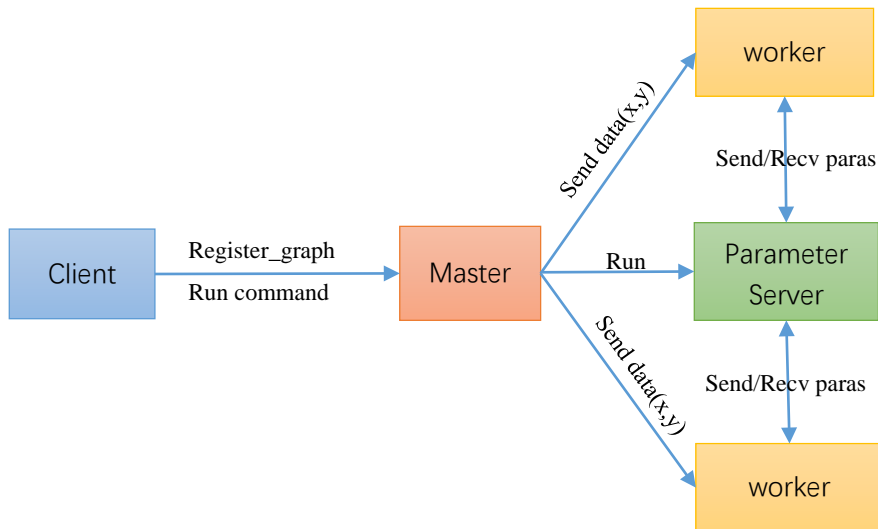 worker
Send data(x,y)
Send/Recv paras
Client
Register_graph
Run command
Master
Run
Parameter
Server
Send data(x,y)
Send/Recv paras
worker